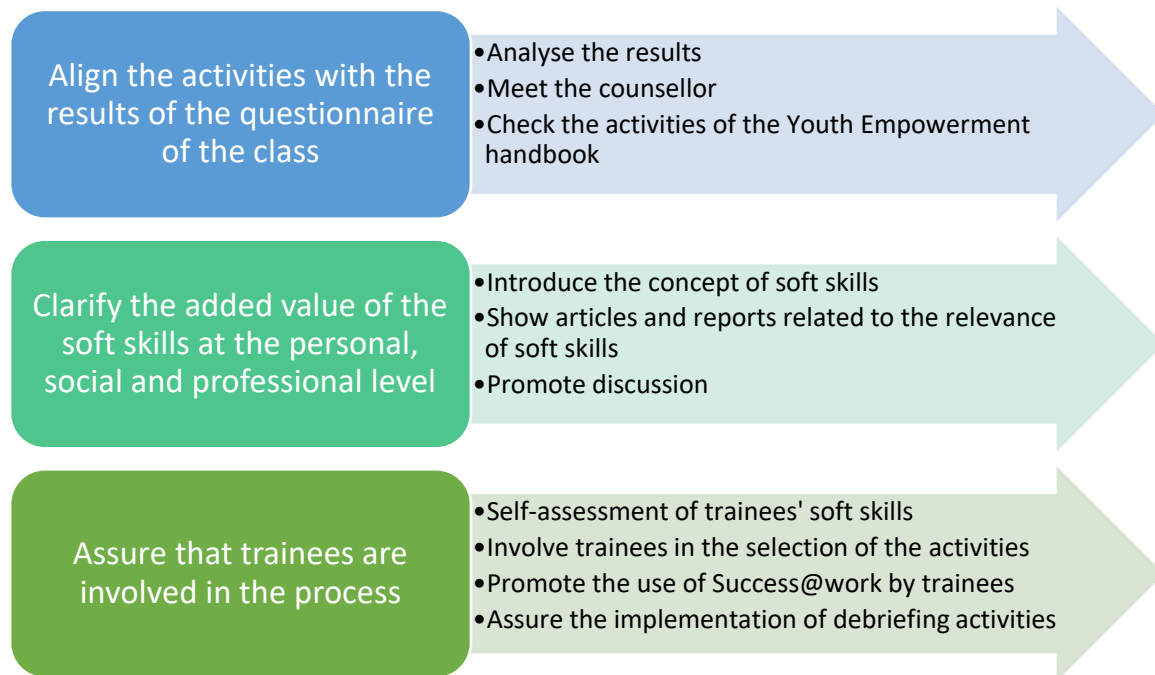 Align the activities with the
results of the questionnaire
of the class
•Analyse the results
•Meet the counsellor
•Check the activities of the Youth Empowerment
handbook
Clarify the added value of the
soft skills at the personal,
social and professional level
•Introduce the concept of soft skills
•Show articles and reports related to the relevance
of soft skills
•Promote discussion
Assure that trainees are
involved in the process
•Self-assessment of trainees' soft skills
•Involve trainees in the selection of the activities
•Promote the use of Success@work by trainees
•Assure the implementation of debriefing activities